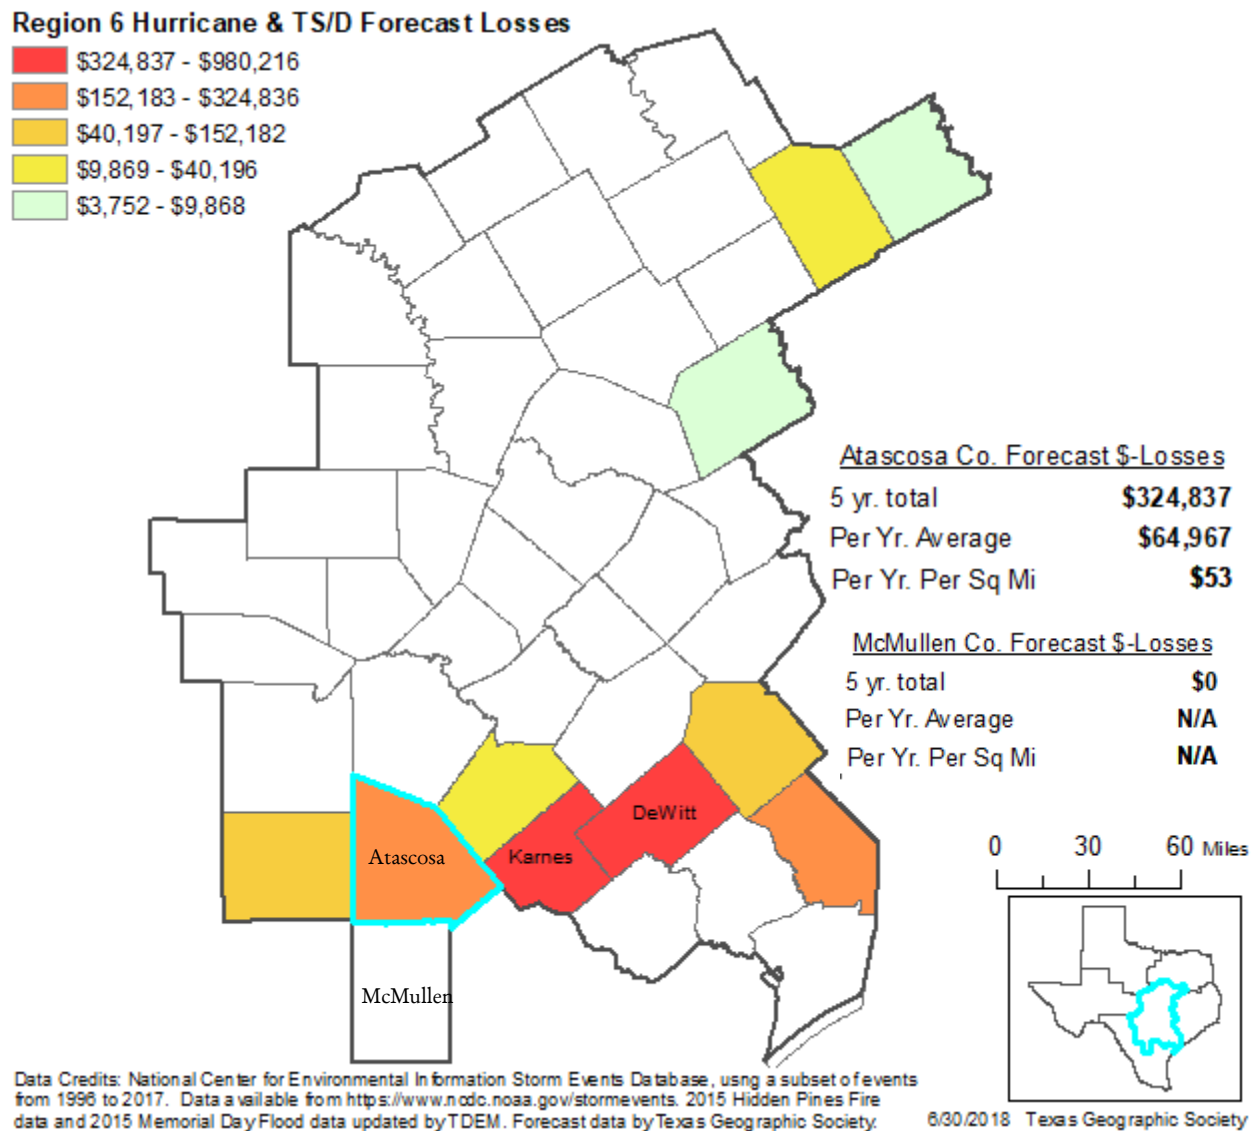 Region 6 Hurricane & TS/D Forecast Losses
$324,837 - $980,216
$152,183 - $324,836
$40,197 - $152,182
$9,869 - $40,196
$3,752 - $9,868
Atascosa Co. Forecast $-Losses
5 yr. total $324,837
Per Yr. Average $64,967
Per Yr. Per Sq Mi $53
McMullen Co. Forecast $-Losses
5 yr. total $0
Per Yr. Average N/A
Per Yr. Per Sq Mi N/A
DeWitt
Karnes
Atascosa
McMullen
0 30 60 Miles
Data Credits: National Center for Environmental Information Storm Events Database, usng a subset of events
from 1996 to 2017. Data available from https://www.ncdc.noaa.gov/stormevents. 2015 Hidden Pines Fire
data and 2015 Memorial Day Flood data updated by TDEM. Forecast data by Texas Geographic Society.
6/30/2018 Texas Geographic Society